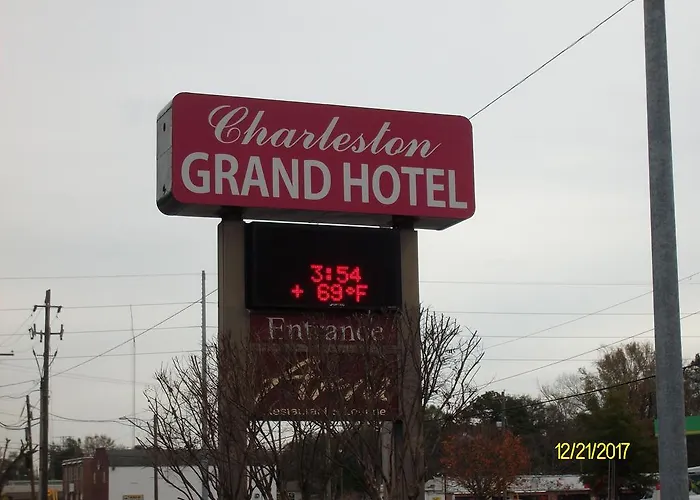 Charleston
GRAND HOTEL
3:54
+ 69°F
Entrance
Restaurant & Lounge
12/21/2017